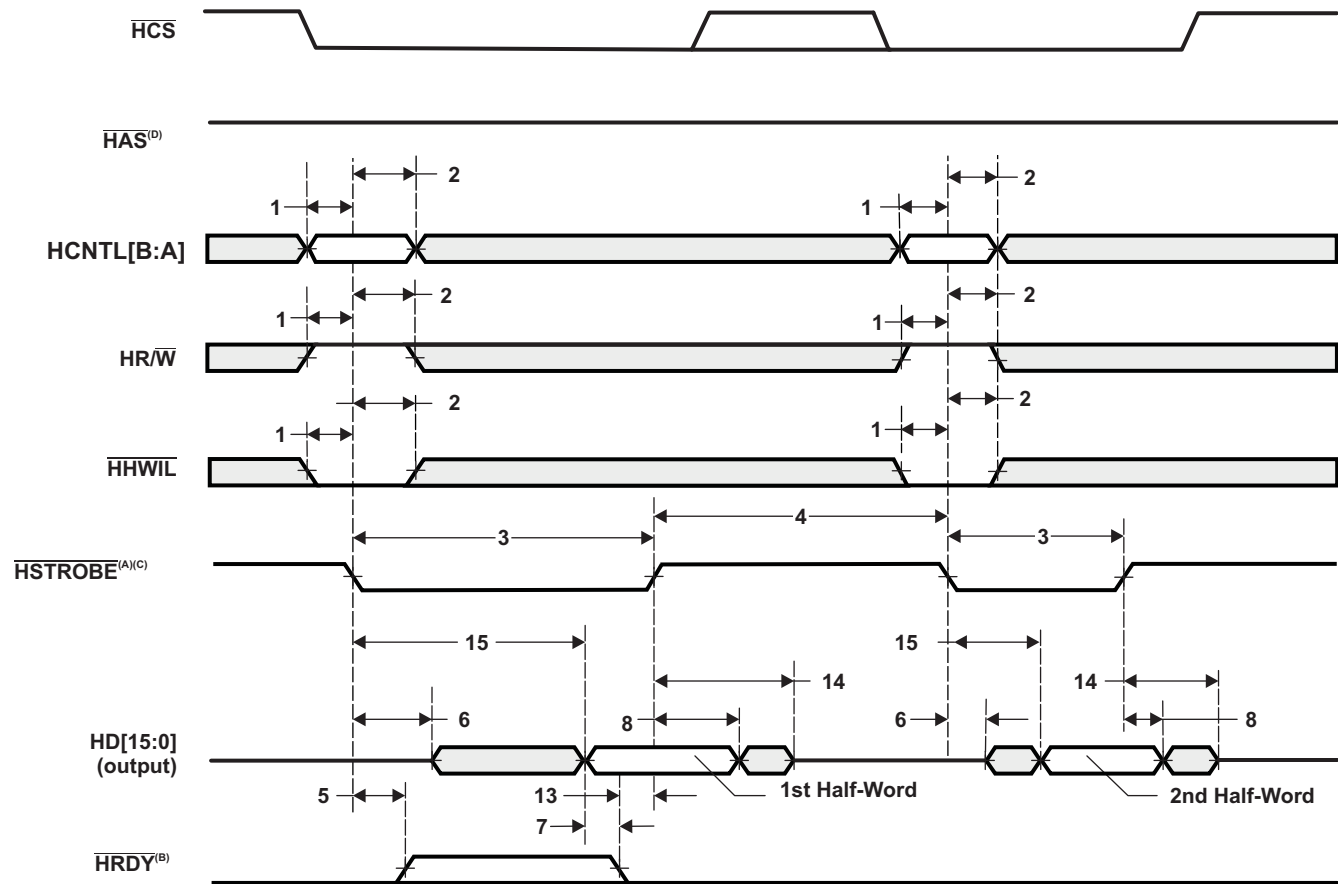 HCS
HAS(D)
2
2
1
1
HCNTL[B:A]
2
2
1
1
HR/W
2
2
1
1
HHWIL
4
3
3
HSTROBE(A)(C)
15
15
14
14
6
8
6
8
HD[15:0]
(output)
1st Half-Word
2nd Half-Word
5
13
7
HRDY(B)